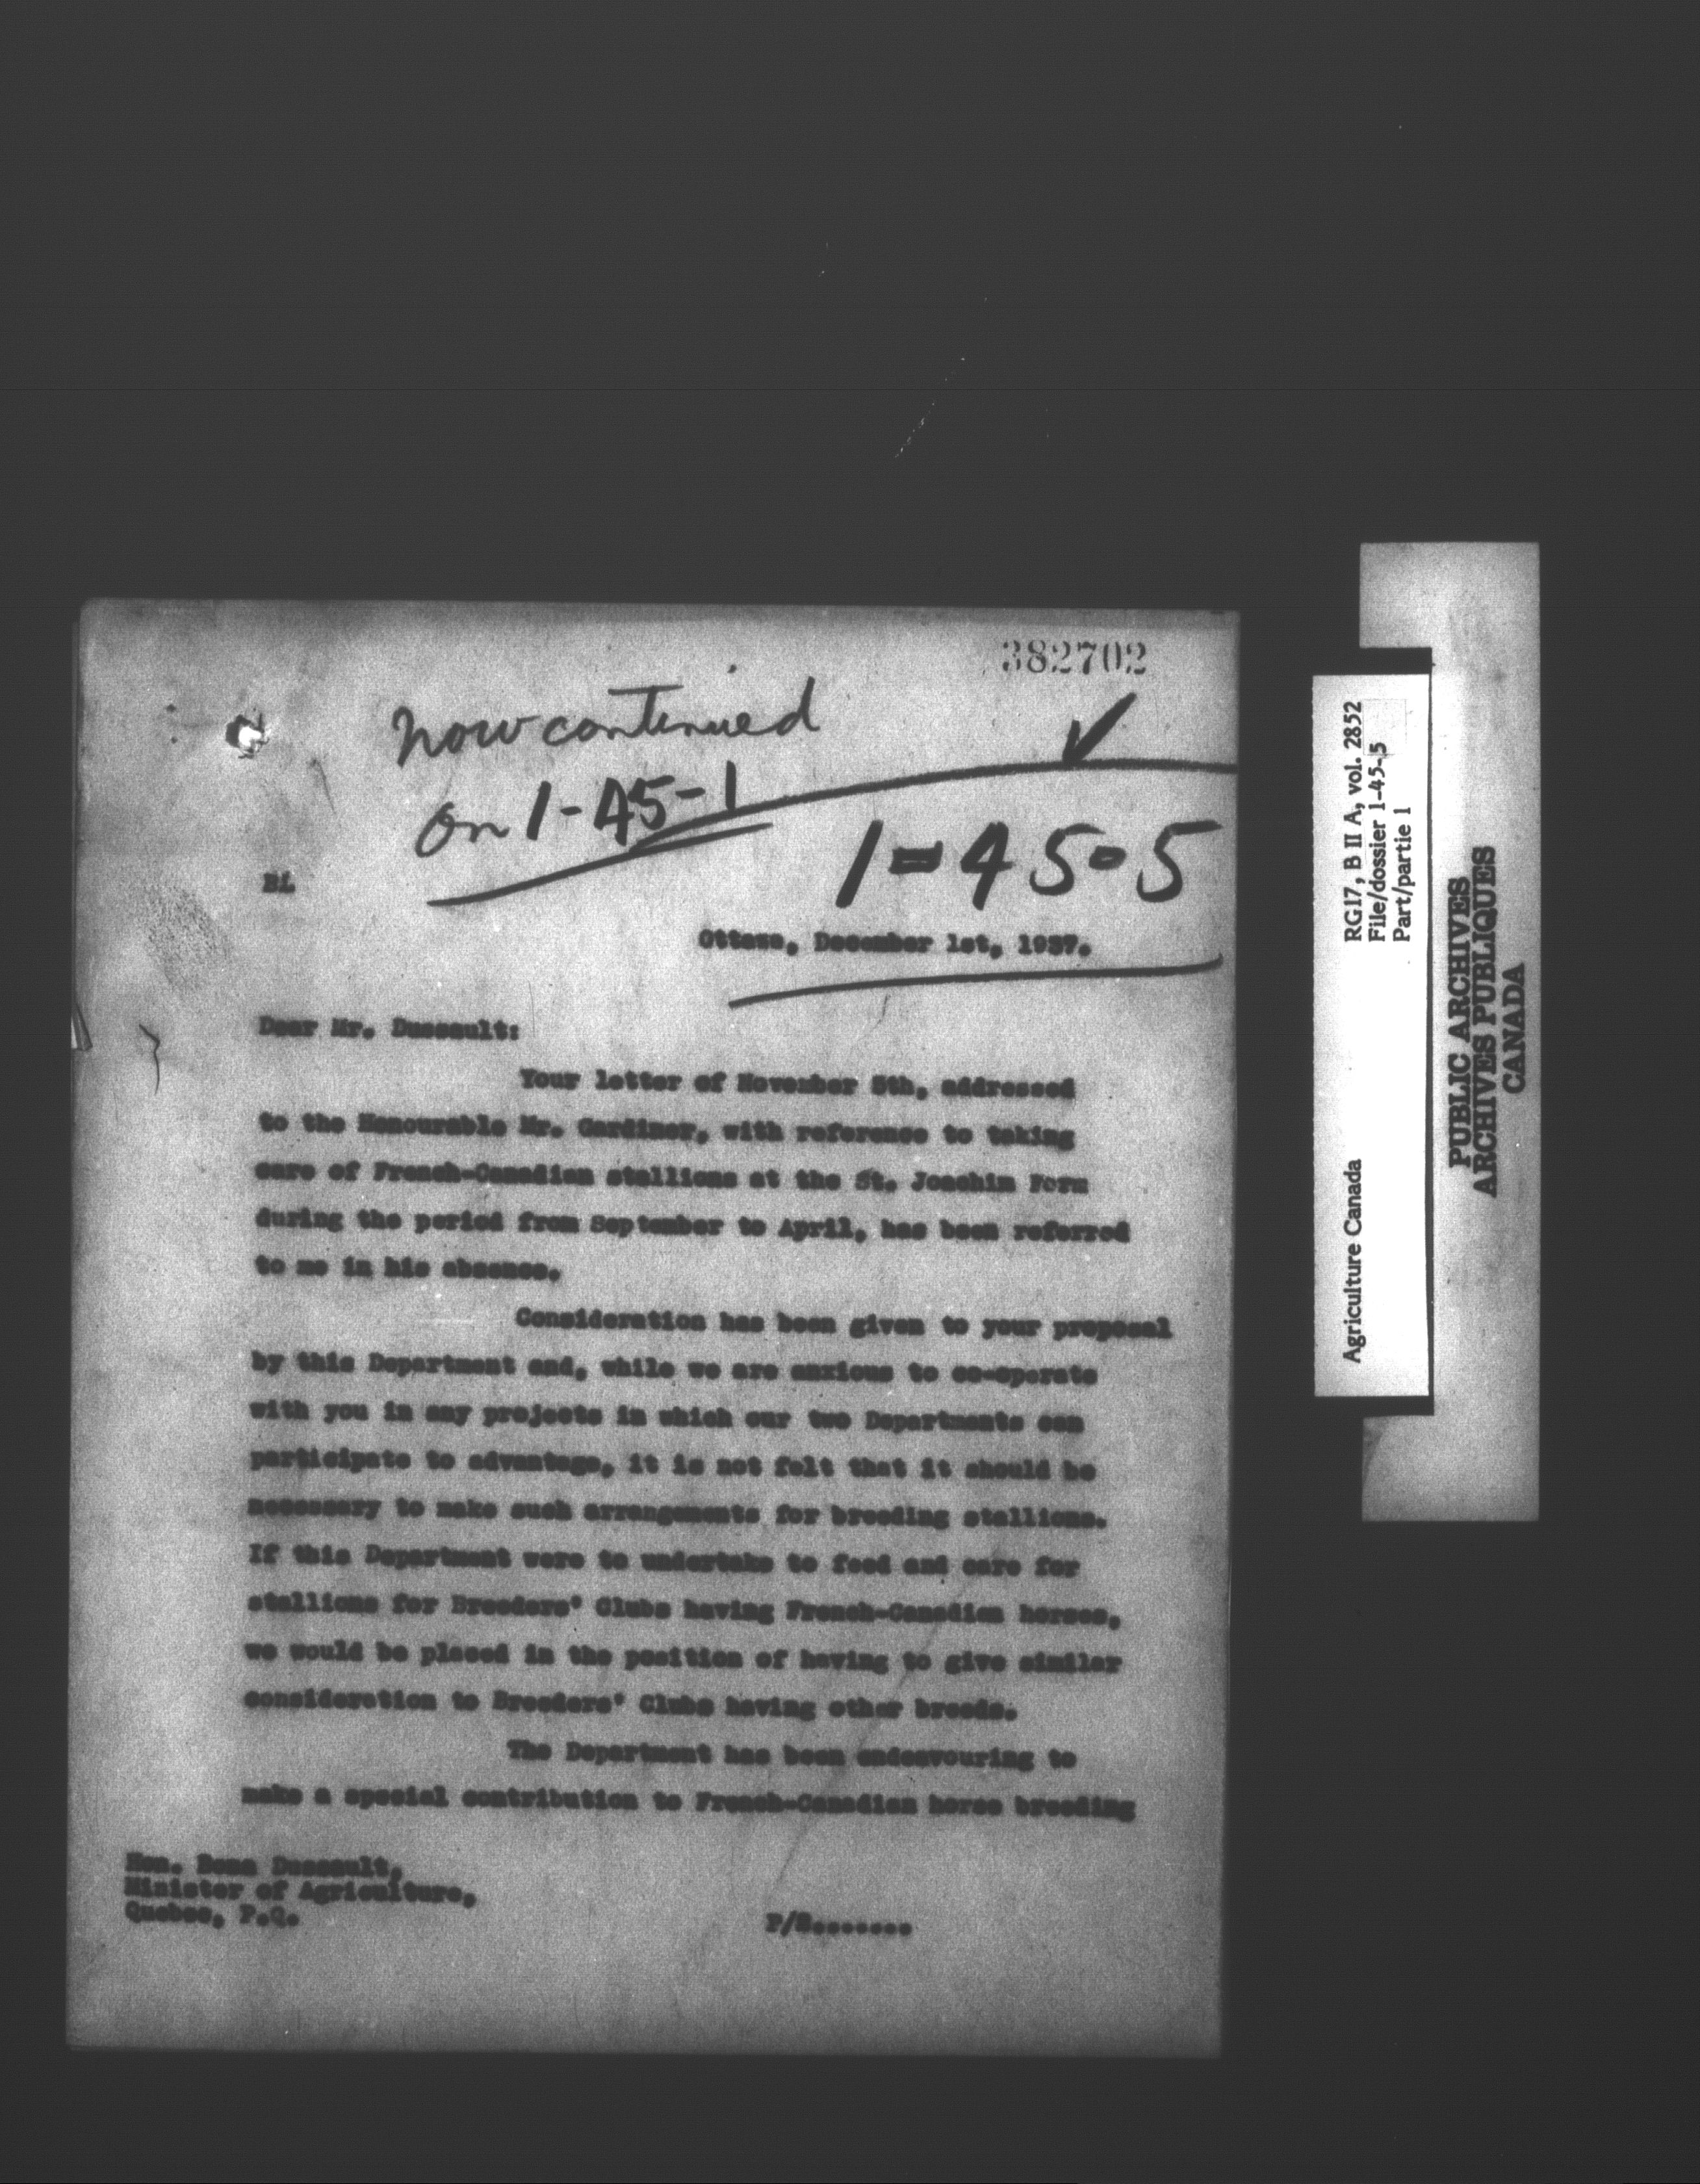 382702
now continued
on 1-45-1
1-45-5
Ottawa, December 1st, 1937.
Dear Mr. Dussault:
Your letter of November 5th, addressed
to the Honourable Mr. Gardiner, with reference to taking
care of French-Canadian stallions at the St. Joachim Farm
during the period from September to April, has been referred
to me in his absence.
Consideration has been given to your proposal
by this Department and, while we are anxious to co-operate
with you in any projects in which our two Departments can
participate to advantage, it is not felt that it should be
necessary to make such arrangements for breeding stallions.
If this Department were to undertake to feed and care for
stallions for Breeders' Clubs having French-Canadian horses,
we would be placed in the position of having to give similar
consideration to Breeders' Clubs having other breeds.
The Department has been endeavouring to
make a special contribution to French-Canadian horse breeding
Hon. Bona Dussault,
Minister of Agriculture,
Quebec, P.Q.
RG17, B II A, vol. 2852
File/dossier 1-45-5
Part/partie 1
Agriculture Canada
PUBLIC ARCHIVES
ARCHIVES PUBLIQUES
CANADA